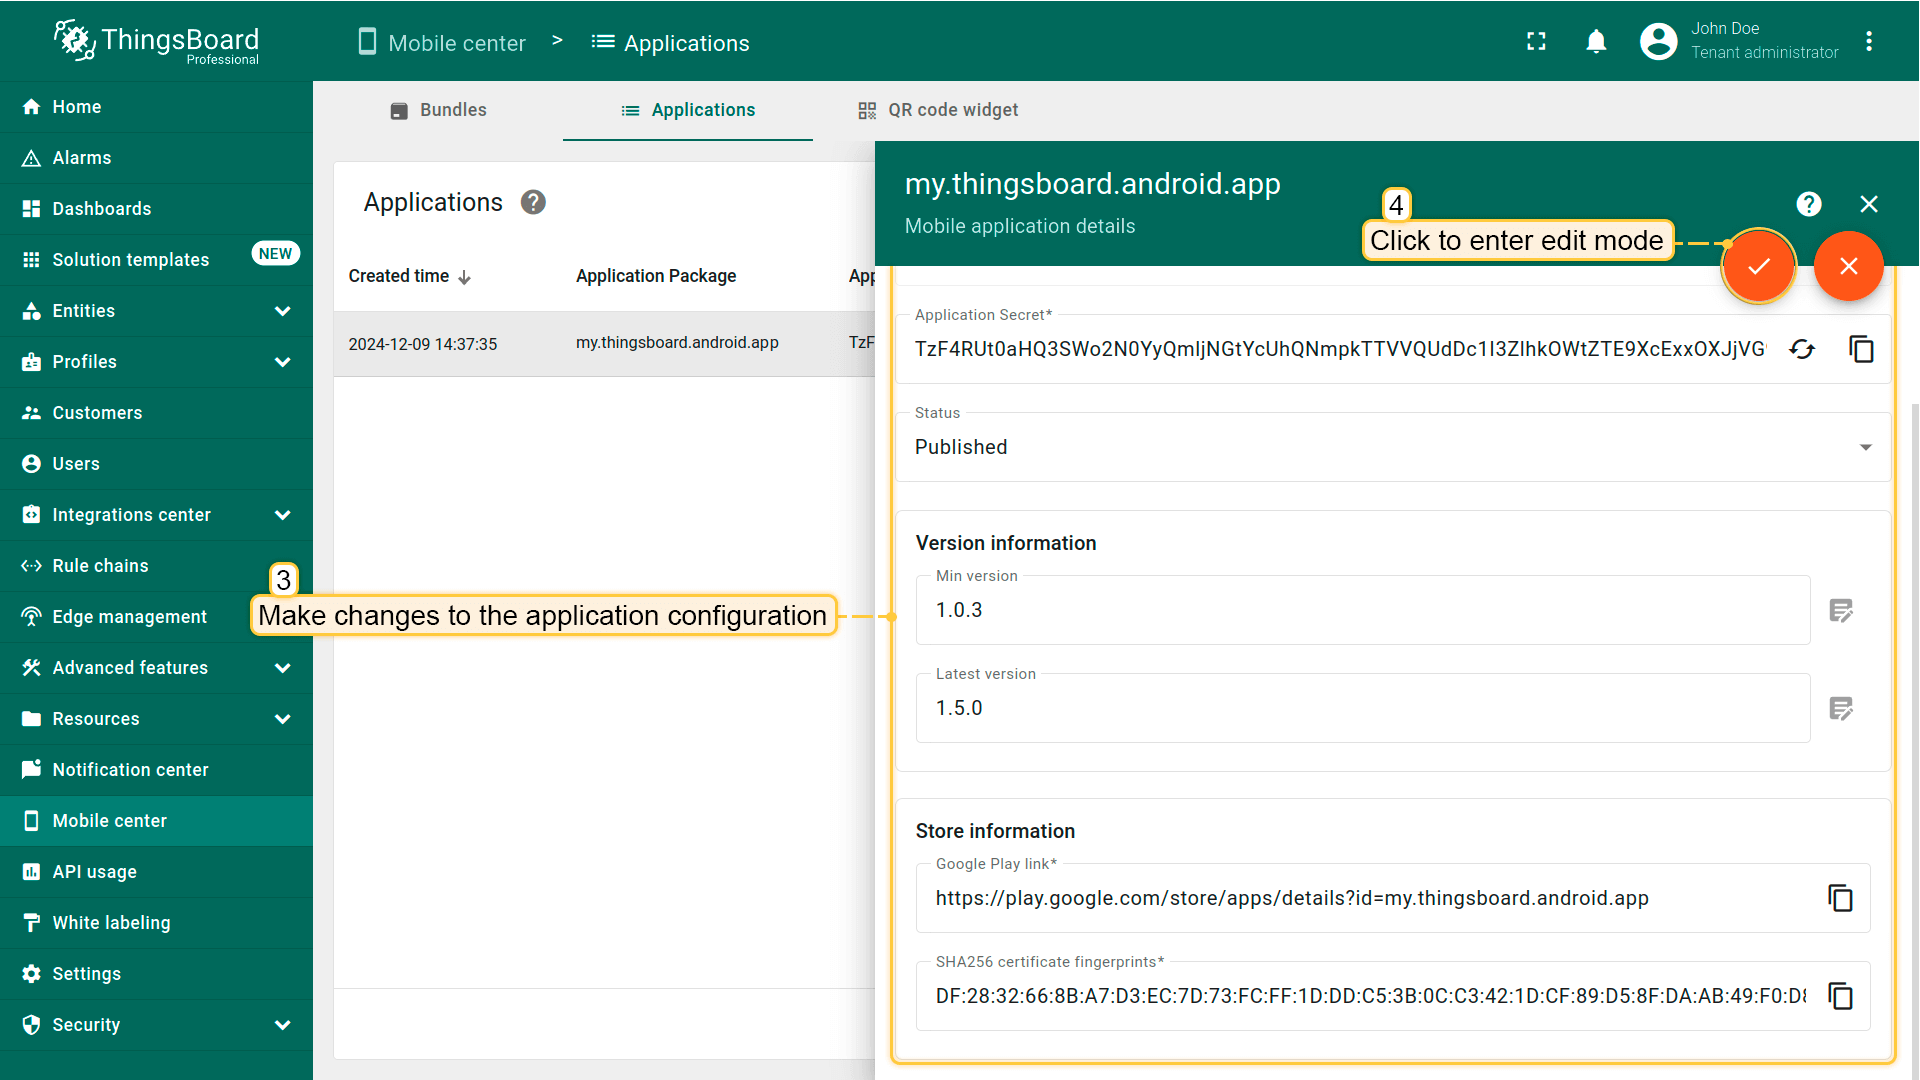 ThingsBoard
Professional
Mobile center > Applications
John Doe
Tenant administrator
Home
Alarms
Dashboards
Solution templates
NEW
Entities
Profiles
Customers
Users
Integrations center
Rule chains
Edge management
Advanced features
Resources
Notification center
Mobile center
API usage
White labeling
Settings
Security
Bundles
Applications
QR code widget
Applications
Created time
Application Package
App
2024-12-09 14:37:35
my.thingsboard.android.app
TzF
3
Make changes to the application configuration
my.thingsboard.android.app
Mobile application details
4
Click to enter edit mode
Application Secret*
TzF4RUt0aHQ3SWo2N0YyQmljNGtYcUhQNmpkTTVVQUdDc1I3ZlhkOWtZTE9XcExxOXJjVG
Status
Published
Version information
Min version
1.0.3
Latest version
1.5.0
Store information
Google Play link*
https://play.google.com/store/apps/details?id=my.thingsboard.android.app
SHA256 certificate fingerprints*
DF:28:32:66:8B:A7:D3:EC:7D:73:FC:FF:1D:DD:C5:3B:0C:C3:42:1D:CF:89:D5:8F:DA:AB:49:F0:D8